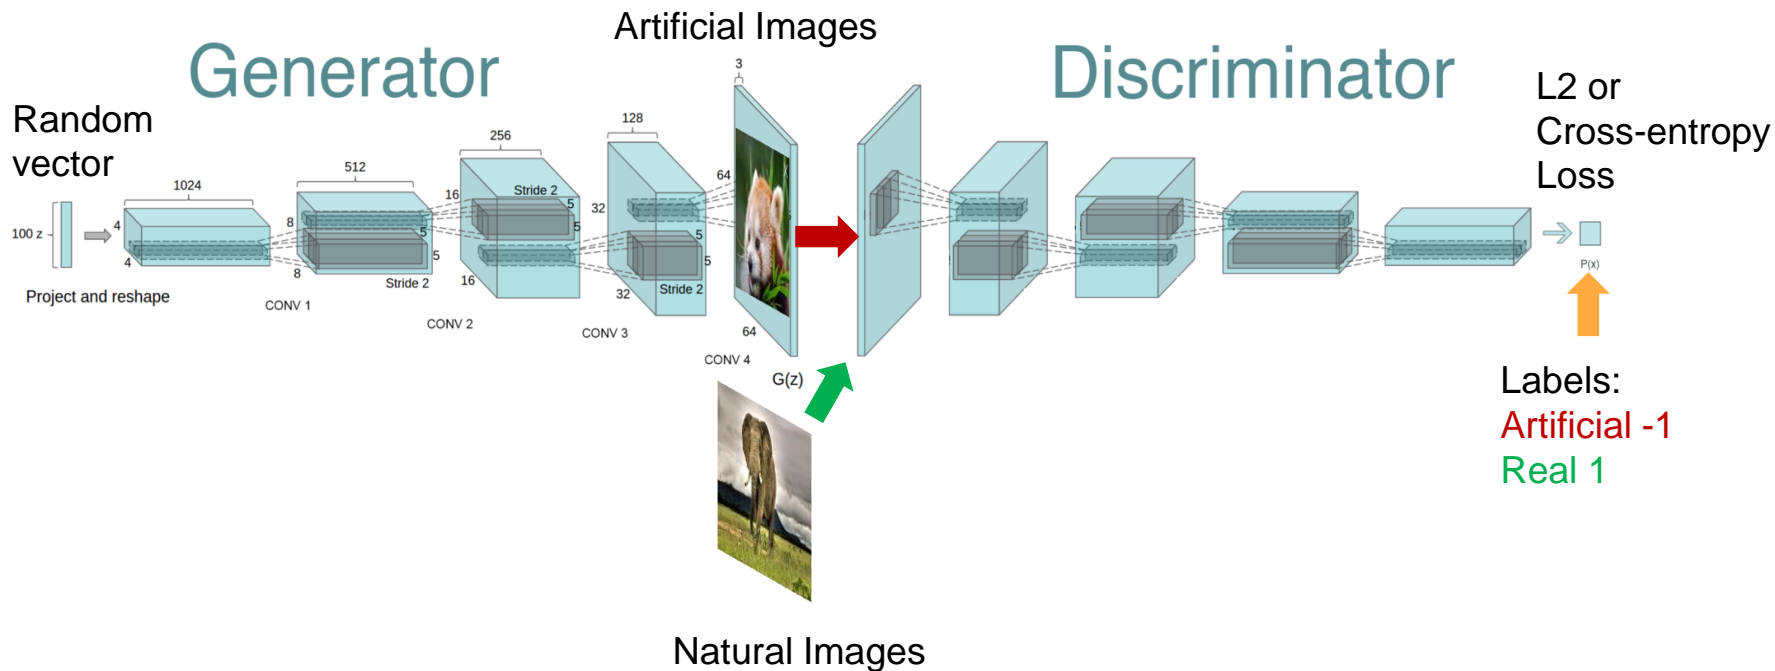 Artificial Images
Generator
Discriminator
Random
vector
L2 or
Cross-entropy
Loss
100 z
Project and reshape
1024
4
4
512
8
8
5
5
Stride 2
CONV 1
256
16
16
Stride 2
5
5
CONV 2
128
32
32
5
5
Stride 2
CONV 3
3
64
64
CONV 4
G(z)
P(x)
Labels:
Artificial -1
Real 1
Natural Images